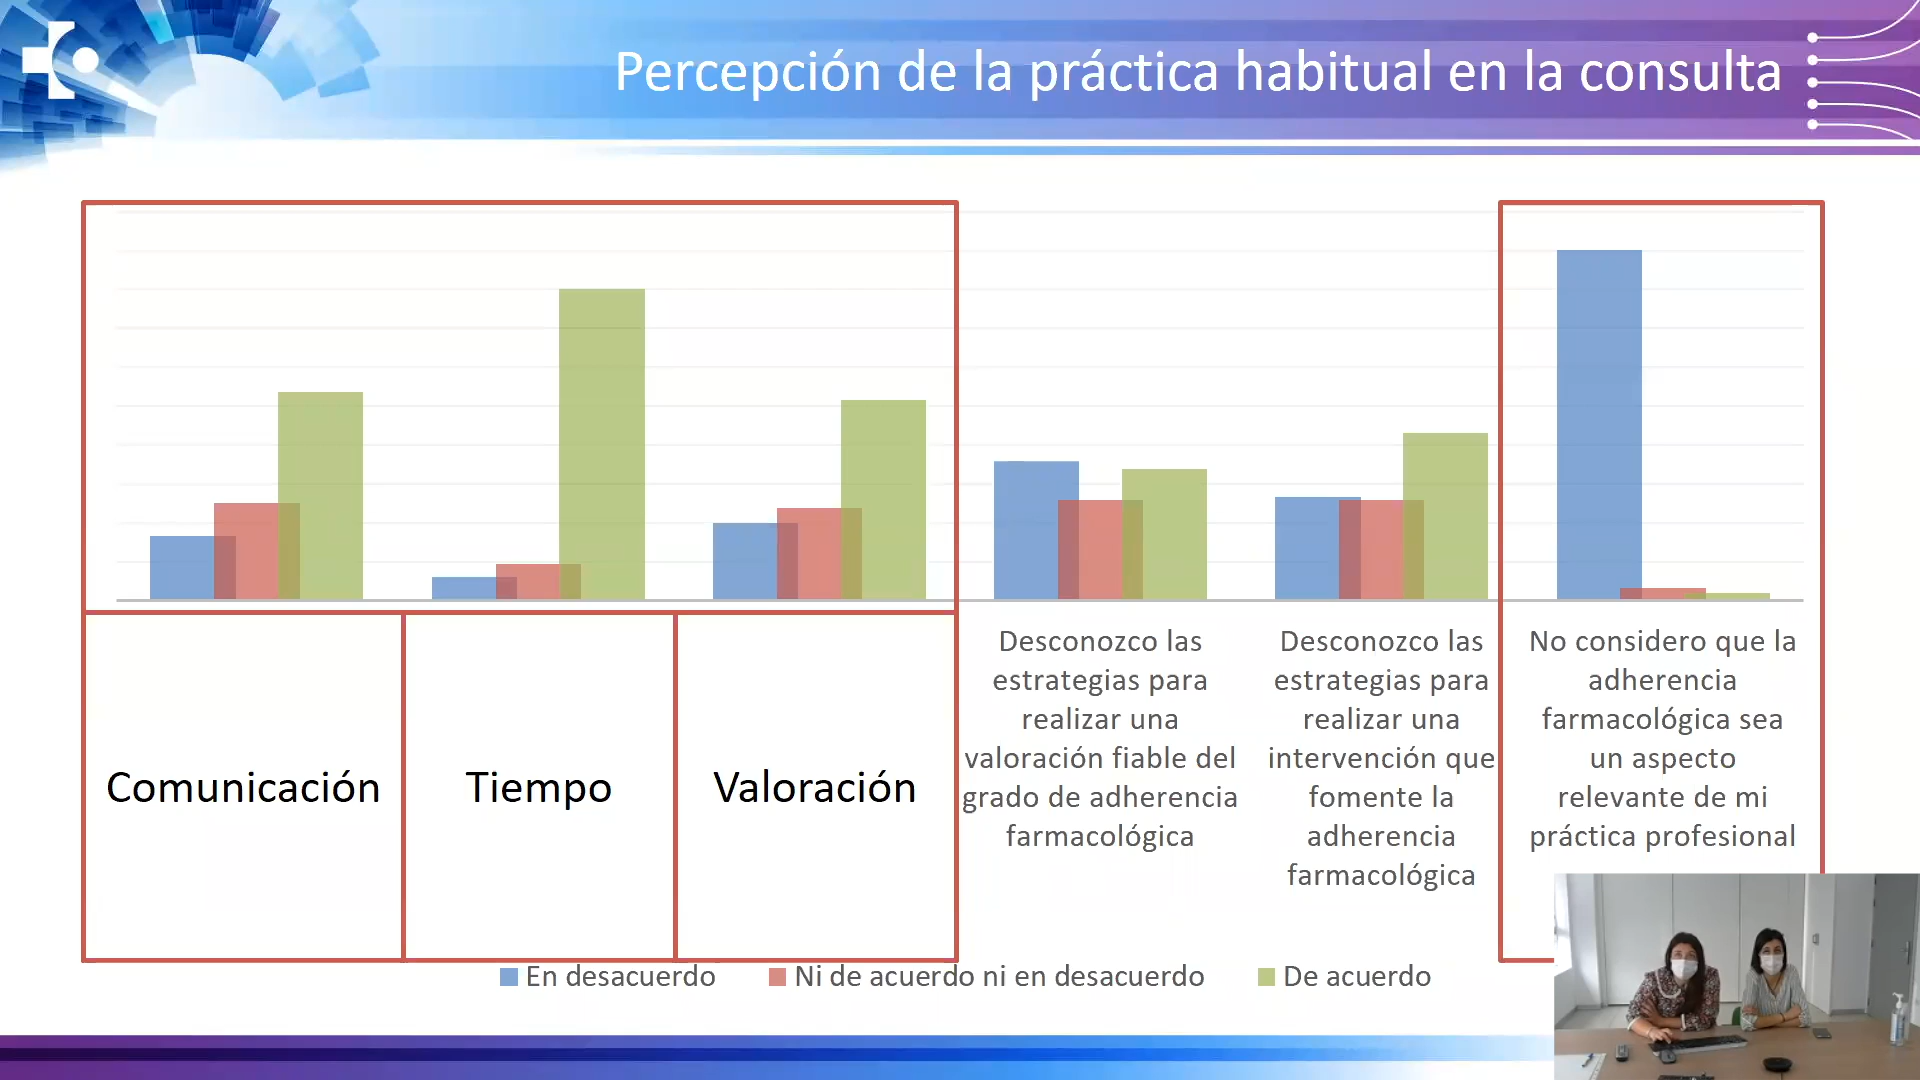 Percepción de la práctica habitual en la consulta
Comunicación
Tiempo
Valoración
Desconozco las
estrategias para
realizar una
valoración fiable del
grado de adherencia
farmacológica
Desconozco las
estrategias para
realizar una
intervención que
fomente la
adherencia
farmacológica
No considero que la
adherencia
farmacológica sea
un aspecto
relevante de mi
práctica profesional
En desacuerdo
Ni de acuerdo ni en desacuerdo
De acuerdo